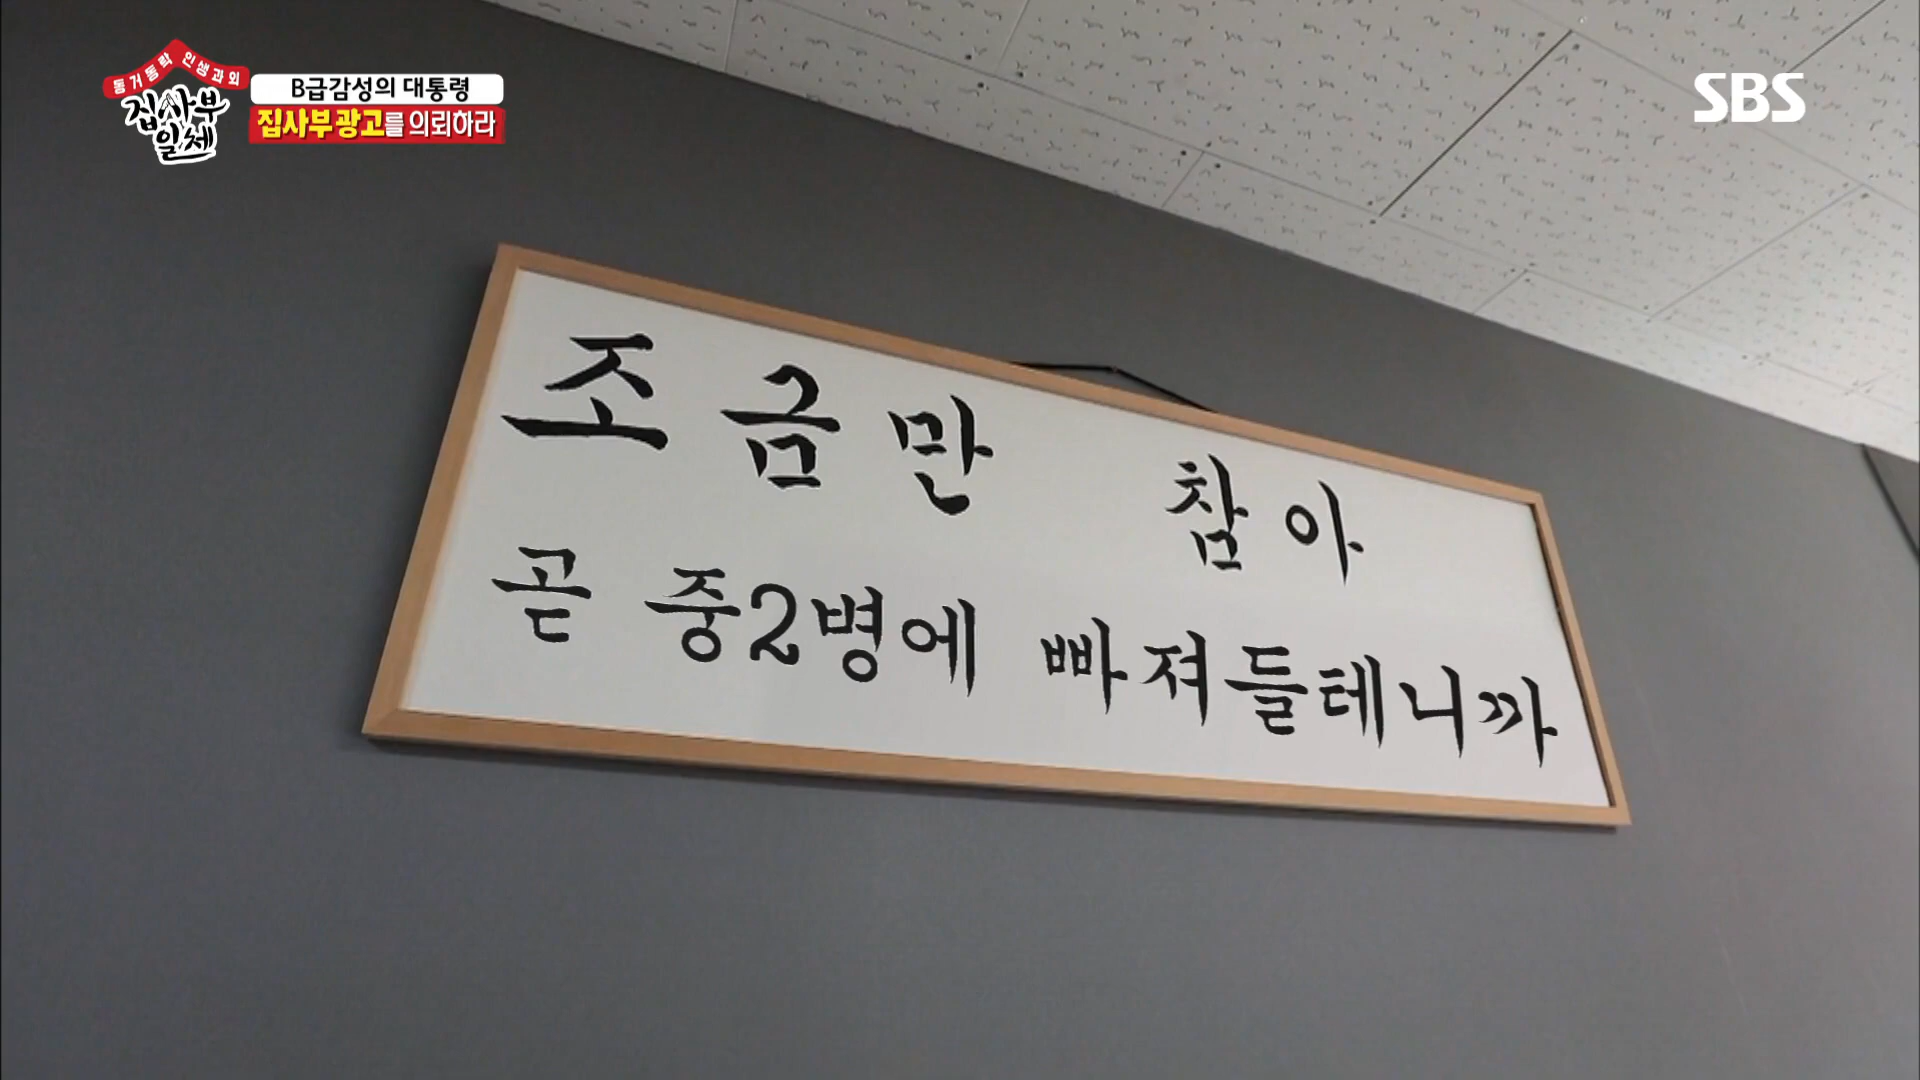 동거동락 인생과외
집사부
일체
B급감성의 대통령
집사부 광고를 의뢰하라
SBS
조금만 참아
곧 중2병에 빠져들테니까